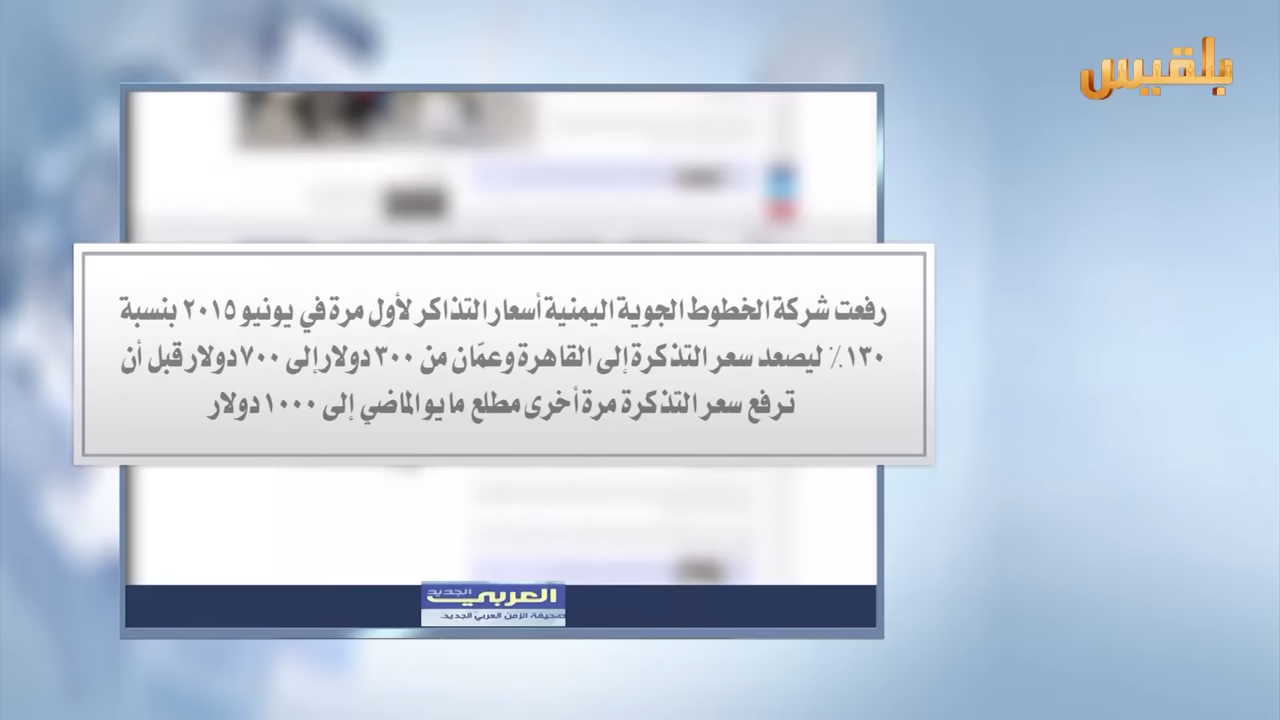 بلقيس
رفعت شركة الخطوط الجوية اليمنية أسعار التذاكر لأول مرة في يونيو ٢٠١٥ بنسبة
١٣٠٪ ليصعد سعر التذكرة إلى القاهرة وعمّان من ٣٠٠ دولار إلى ٧٠٠ دولار قبل أن
ترفع سعر التذكرة مرة أخرى مطلع مايو الماضي إلى ١٠٠٠ دولار
العربي الجديد
صحيفة الزمن العربيّ الجديد.